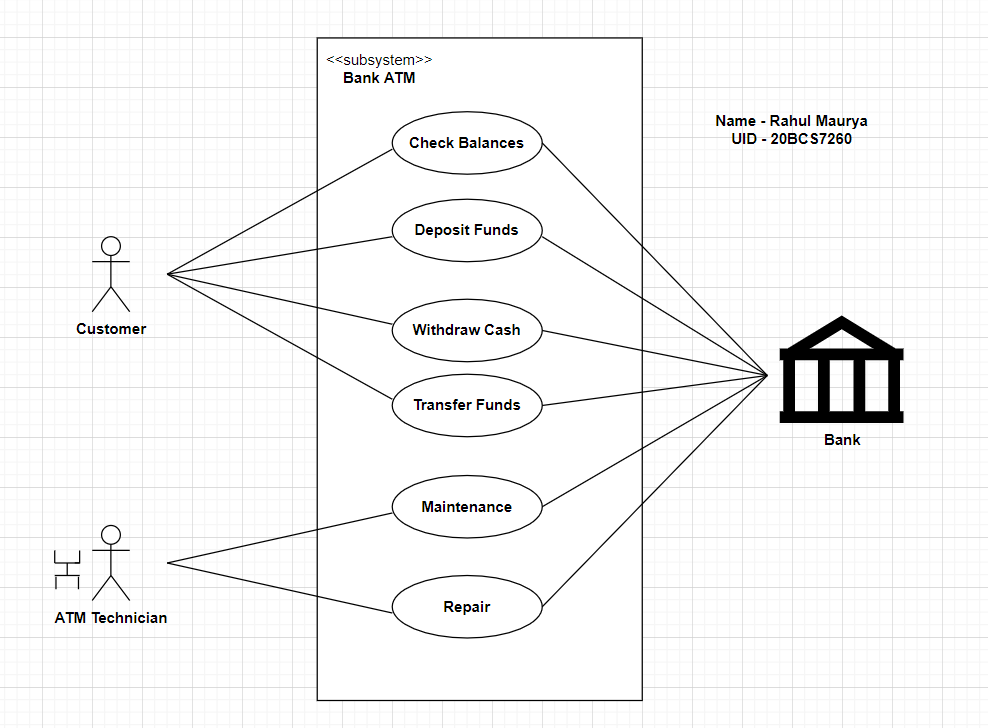 <<subsystem>>
Bank ATM
Name - Rahul Maurya
UID - 20BCS7260
Check Balances
Deposit Funds
Withdraw Cash
Transfer Funds
Maintenance
Repair
Customer
ATM Technician
Bank